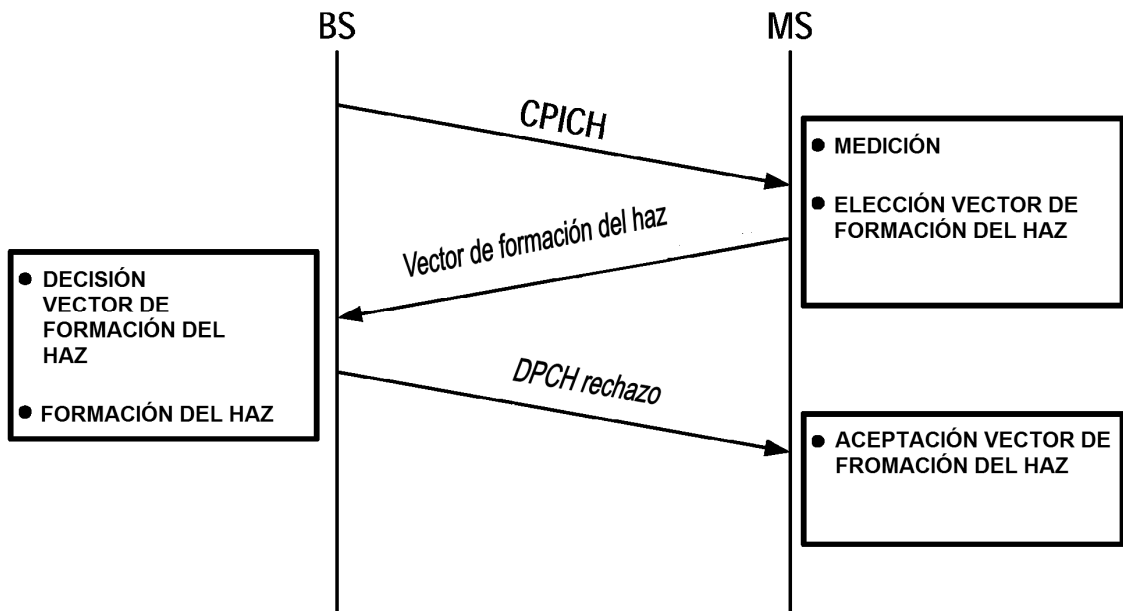 BS
MS
CPICH
● MEDICIÓN
● ELECCIÓN VECTOR DE
FORMACIÓN DEL HAZ
Vector de formación del haz
● DECISIÓN
VECTOR DE
FORMACIÓN DEL
HAZ
● FORMACIÓN DEL HAZ
DPCH rechazo
● ACEPTACIÓN VECTOR DE
FROMACIÓN DEL HAZ